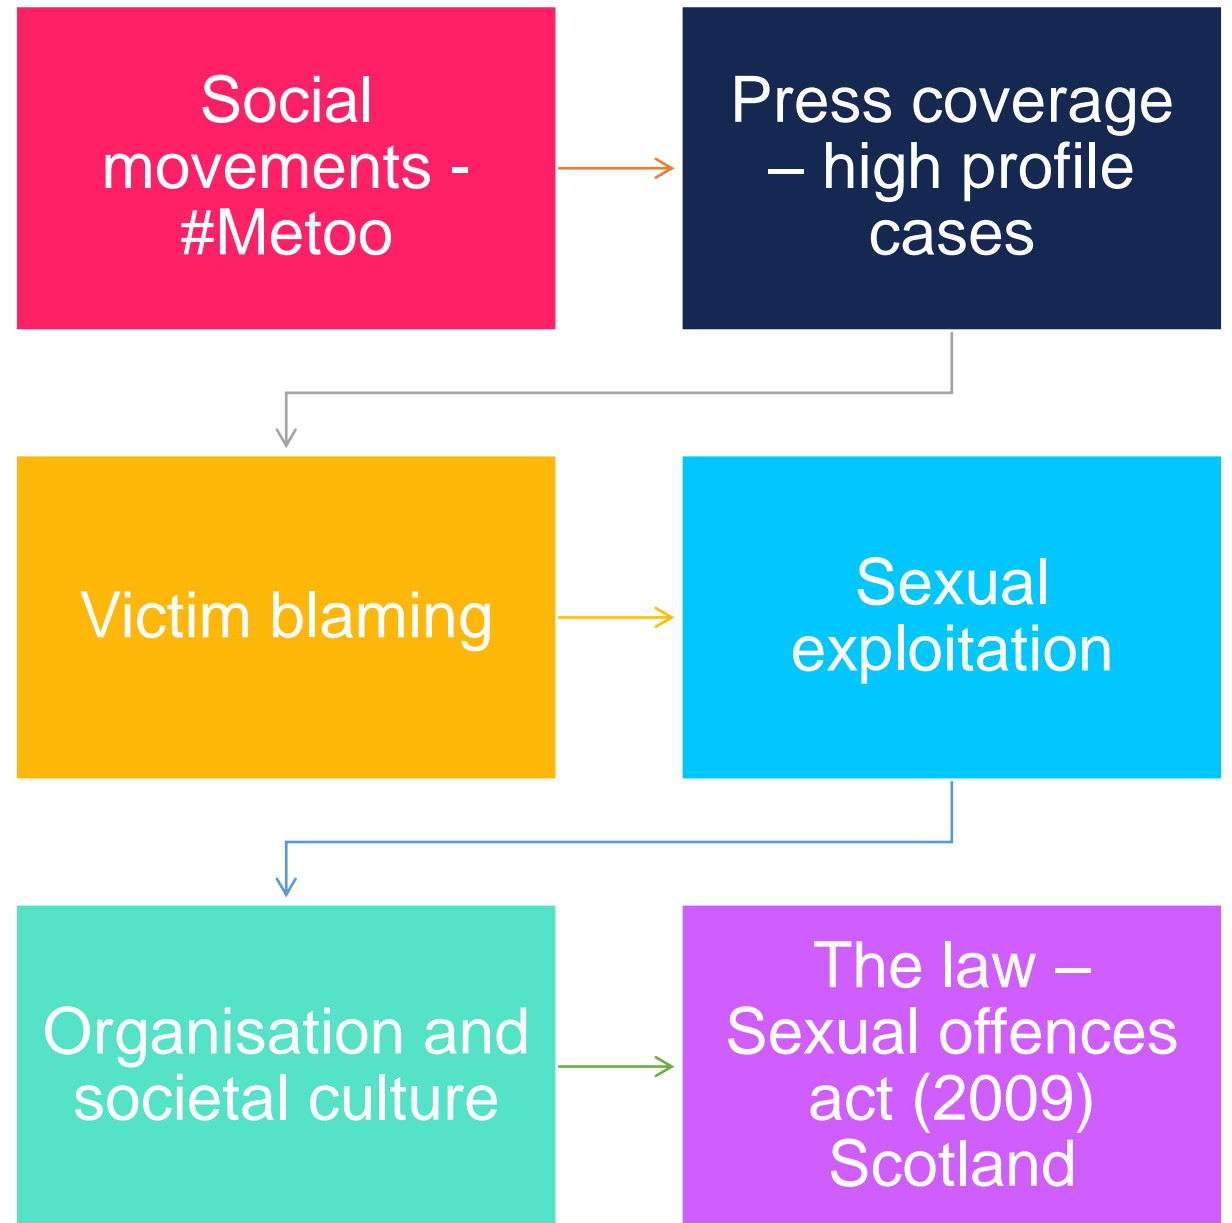 Social
movements -
#Metoo
Press coverage
– high profile
cases
Victim blaming
Sexual
exploitation
Organisation and
societal culture
The law –
Sexual offences
act (2009)
Scotland